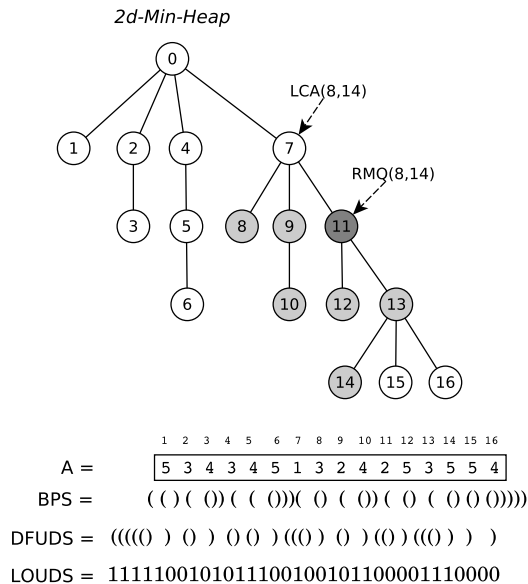 2d-Min-Heap
0
LCA(8,14)
1 2 4 7
RMQ(8,14)
3 5 8 9 11
6 10 12 13
14 15 16
1 2 3 4 5 6 7 8 9 10 11 12 13 14 15 16
A = 5 3 4 3 4 5 1 3 2 4 2 5 3 5 5 4
BPS = ( ( ) ( ( )) ( ( ( )))( ( ) ( ( )) ( ( ) ( ( ) ( ) ( )))))
DFUDS = ((((() ) () ) () () ) ((() ) () ) (() ) ((() ) ) )
LOUDS = 1111100101011100100101100001110000